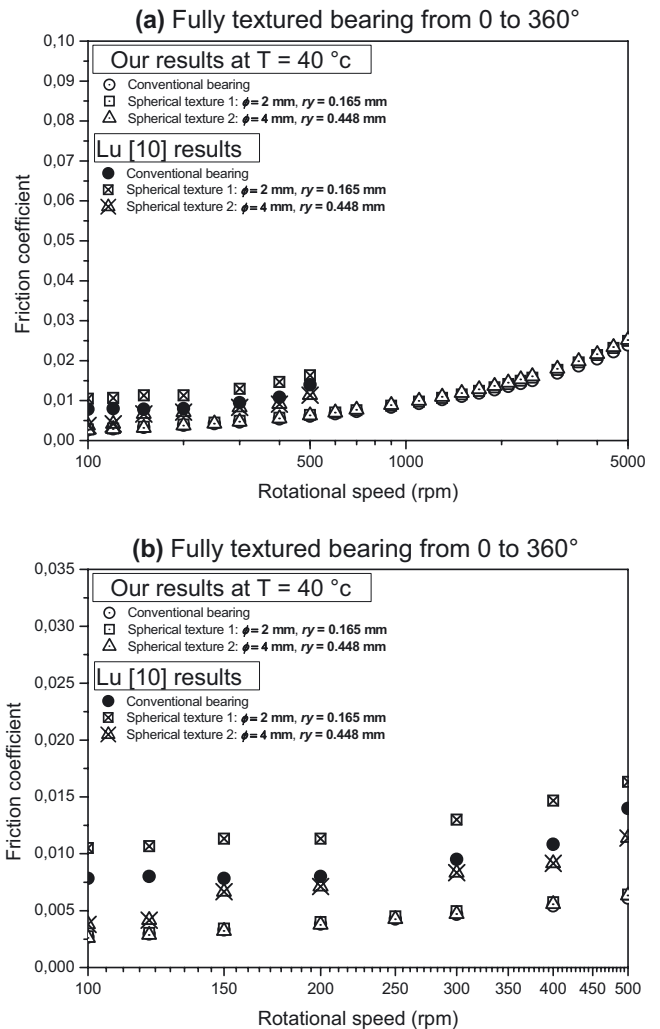 (a) Fully textured bearing from 0 to 360°
0,10
0,09
0,08
0,07
0,06
0,05
0,04
0,03
0,02
0,01
0,00
Friction coefficient
Our results at T = 40 °c
Conventional bearing
Spherical texture 1: ϕ = 2 mm, ry = 0.165 mm
Spherical texture 2: ϕ = 4 mm, ry = 0.448 mm
Lu [10] results
Conventional bearing
Spherical texture 1: ϕ = 2 mm, ry = 0.165 mm
Spherical texture 2: ϕ = 4 mm, ry = 0.448 mm
100 500 1000 5000
Rotational speed (rpm)
(b) Fully textured bearing from 0 to 360°
0,035
0,030
0,025
0,020
0,015
0,010
0,005
0,000
Friction coefficient
Our results at T = 40 °c
Conventional bearing
Spherical texture 1: ϕ = 2 mm, ry = 0.165 mm
Spherical texture 2: ϕ = 4 mm, ry = 0.448 mm
Lu [10] results
Conventional bearing
Spherical texture 1: ϕ = 2 mm, ry = 0.165 mm
Spherical texture 2: ϕ = 4 mm, ry = 0.448 mm
100 150 200 250 300 350 400 450 500
Rotational speed (rpm)